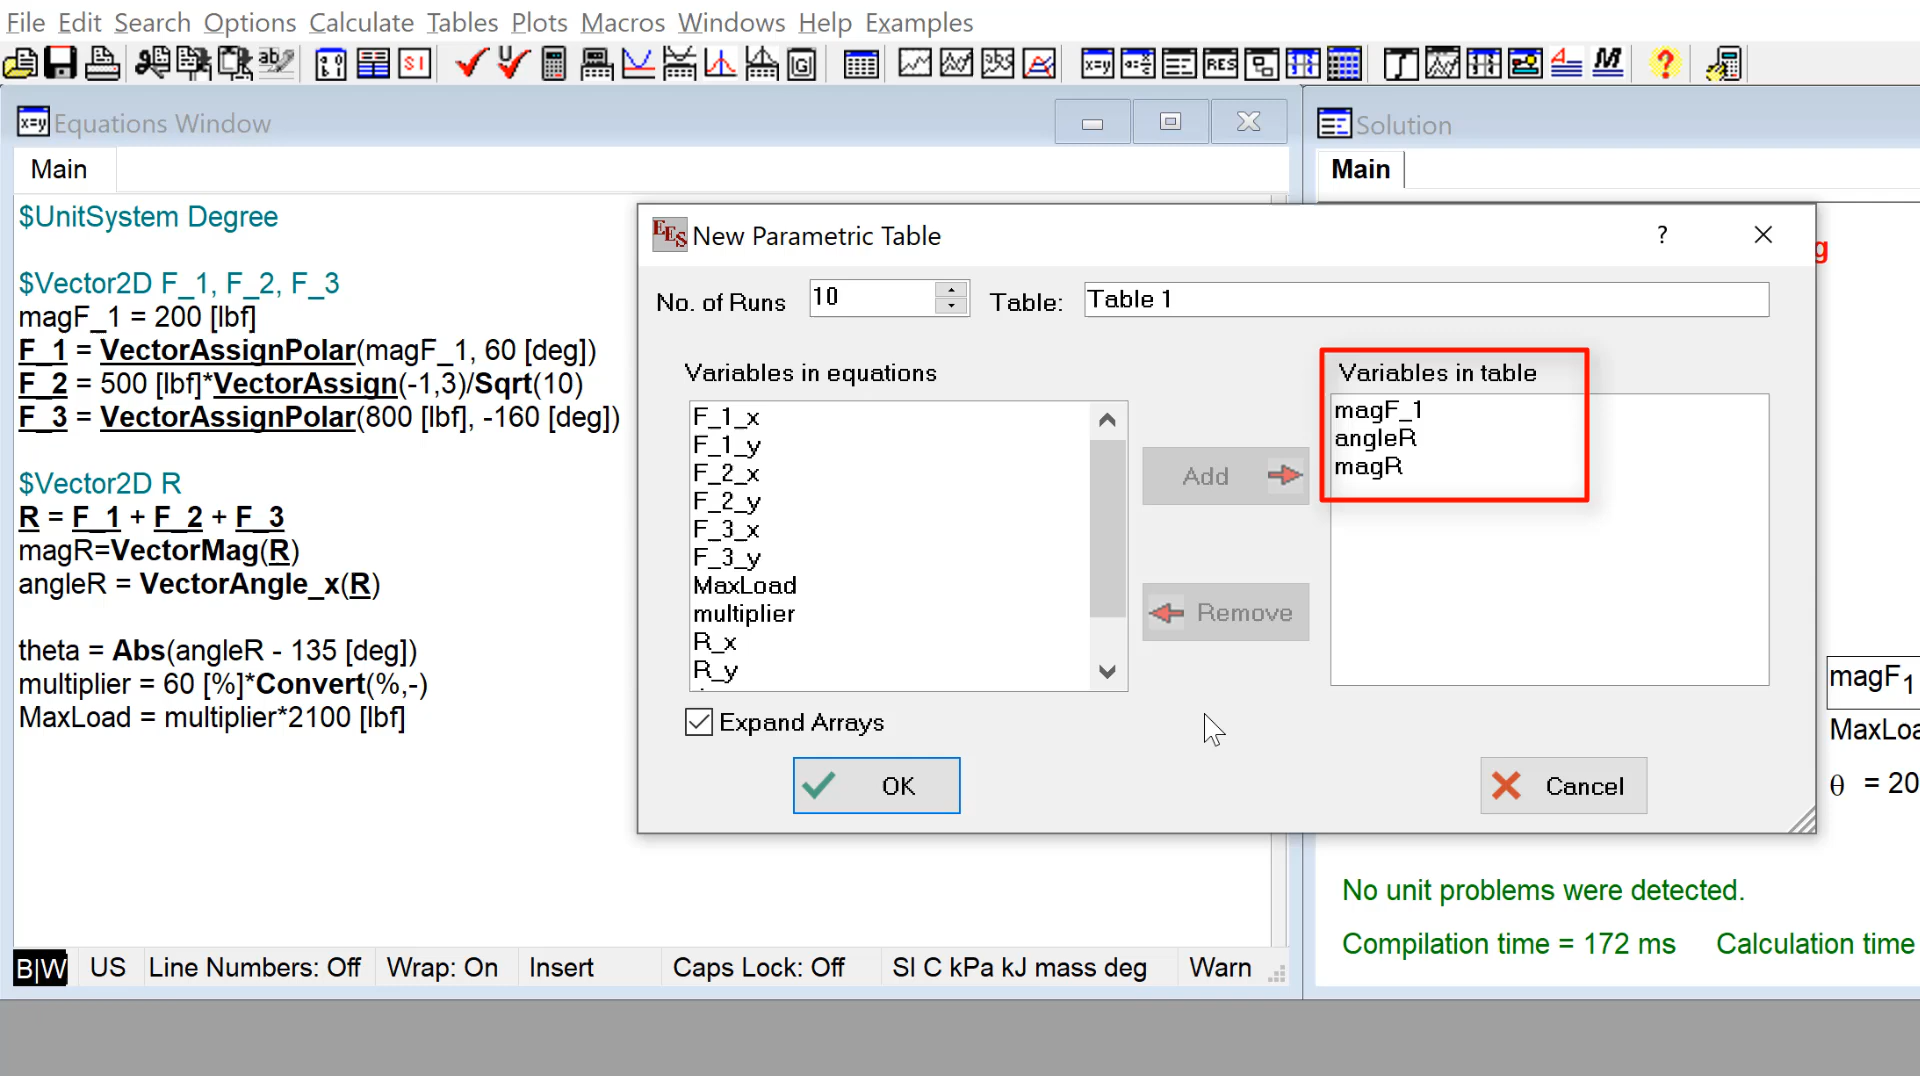 File Edit Search Options Calculate Tables Plots Macros Windows Help Examples
Equations Window
Solution
Main
Main
$UnitSystem Degree
$Vector2D F_1, F_2, F_3
magF_1 = 200 [lbf]
F_1 = VectorAssignPolar(magF_1, 60 [deg])
F_2 = 500 [lbf]*VectorAssign(-1,3)/Sqrt(10)
F_3 = VectorAssignPolar(800 [lbf], -160 [deg])
$Vector2D R
R = F_1 + F_2 + F_3
magR=VectorMag(R)
angleR = VectorAngle_x(R)
theta = Abs(angleR - 135 [deg])
multiplier = 60 [%]*Convert(%,-)
MaxLoad = multiplier*2100 [lbf]
EES New Parametric Table ?
No. of Runs 10 Table: Table 1
Variables in equations
F_1_x
F_1_y
F_2_x
F_2_y
F_3_x
F_3_y
MaxLoad
multiplier
R_x
R_y
Add
Remove
Variables in table
magF_1
angleR
magR
Expand Arrays
OK
Cancel
g
magF1
MaxLoa
θ = 20
No unit problems were detected.
Compilation time = 172 ms Calculation time
B|W US Line Numbers: Off Wrap: On Insert Caps Lock: Off SI C kPa kJ mass deg Warn